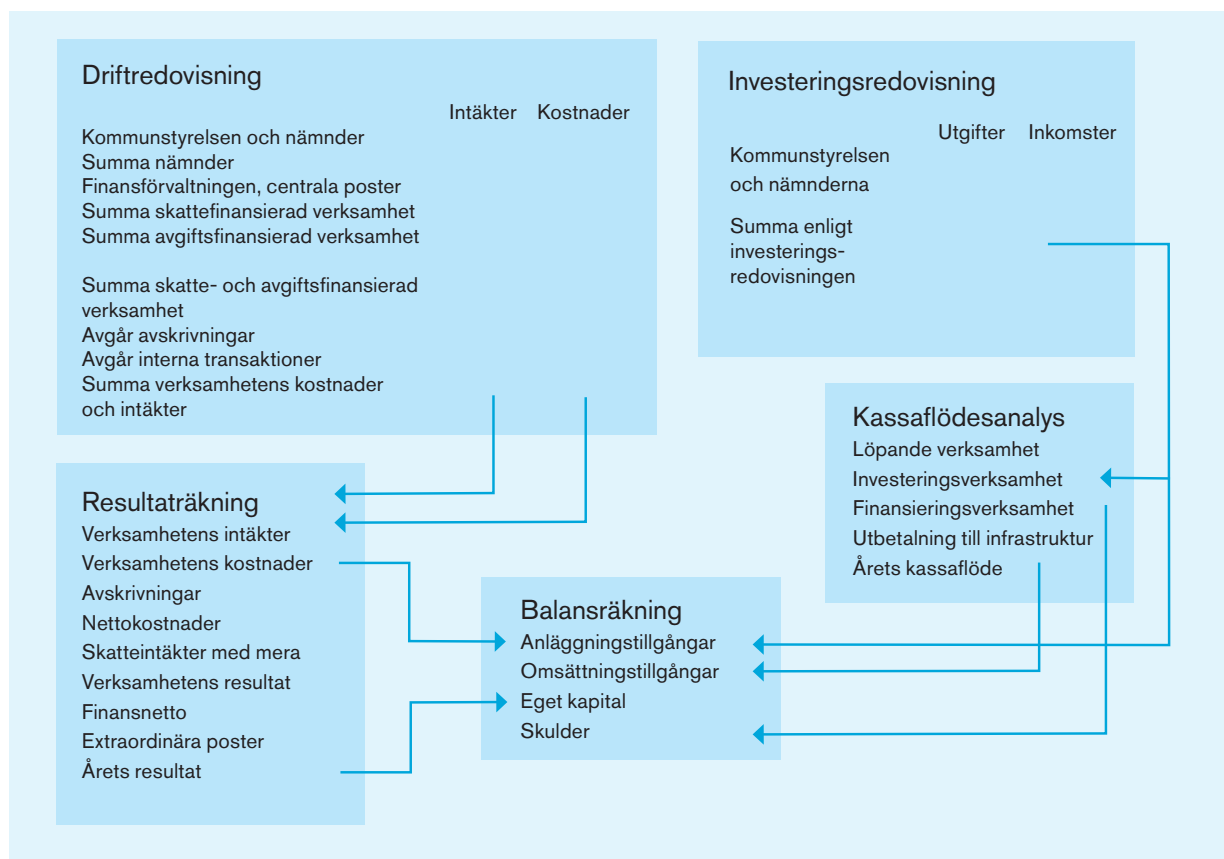 Driftredovisning
Intäkter Kostnader
Kommunstyrelsen och nämnder
Summa nämnder
Finansförvaltningen, centrala poster
Summa skattefinansierad verksamhet
Summa avgiftsfinansierad verksamhet
Summa skatte- och avgiftsfinansierad
verksamhet
Avgår avskrivningar
Avgår interna transaktioner
Summa verksamhetens kostnader
och intäkter
Investeringsredovisning
Utgifter Inkomster
Kommunstyrelsen
och nämnderna
Summa enligt
investerings-
redovisningen
Kassaflödesanalys
Löpande verksamhet
Investeringsverksamhet
Finansieringsverksamhet
Utbetalning till infrastruktur
Årets kassaflöde
Resultaträkning
Verksamhetens intäkter
Verksamhetens kostnader
Avskrivningar
Nettokostnader
Skatteintäkter med mera
Verksamhetens resultat
Finansnetto
Extraordinära poster
Årets resultat
Balansräkning
Anläggningstillgångar
Omsättningstillgångar
Eget kapital
Skulder